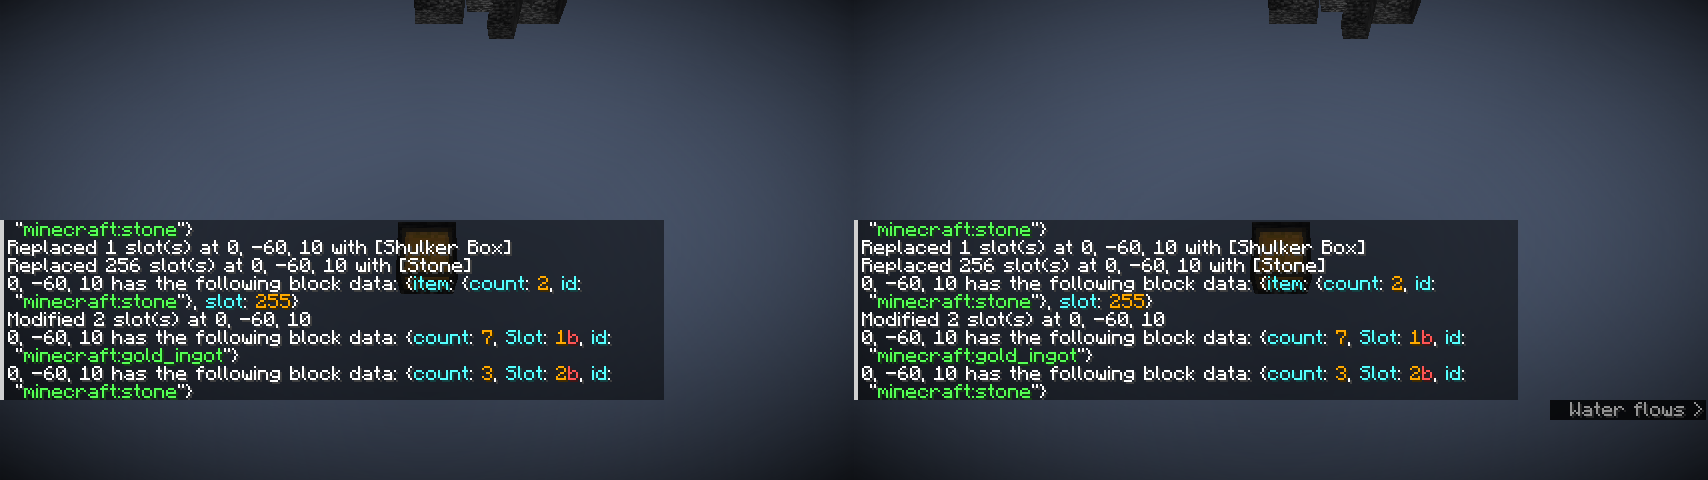 "minecraft:stone"}
Replaced 1 slot(s) at 0, -60, 10 with [Shulker Box]
Replaced 256 slot(s) at 0, -60, 10 with [Stone]
0, -60, 10 has the following block data: {item: {count: 2, id:
"minecraft:stone"}, slot: 255}
Modified 2 slot(s) at 0, -60, 10
0, -60, 10 has the following block data: {count: 7, Slot: 1b, id:
"minecraft:gold_ingot"}
0, -60, 10 has the following block data: {count: 3, Slot: 2b, id:
"minecraft:stone"}
"minecraft:stone"}
Replaced 1 slot(s) at 0, -60, 10 with [Shulker Box]
Replaced 256 slot(s) at 0, -60, 10 with [Stone]
0, -60, 10 has the following block data: {item: {count: 2, id:
"minecraft:stone"}, slot: 255}
Modified 2 slot(s) at 0, -60, 10
0, -60, 10 has the following block data: {count: 7, Slot: 1b, id:
"minecraft:gold_ingot"}
0, -60, 10 has the following block data: {count: 3, Slot: 2b, id:
"minecraft:stone"}
Water flows >